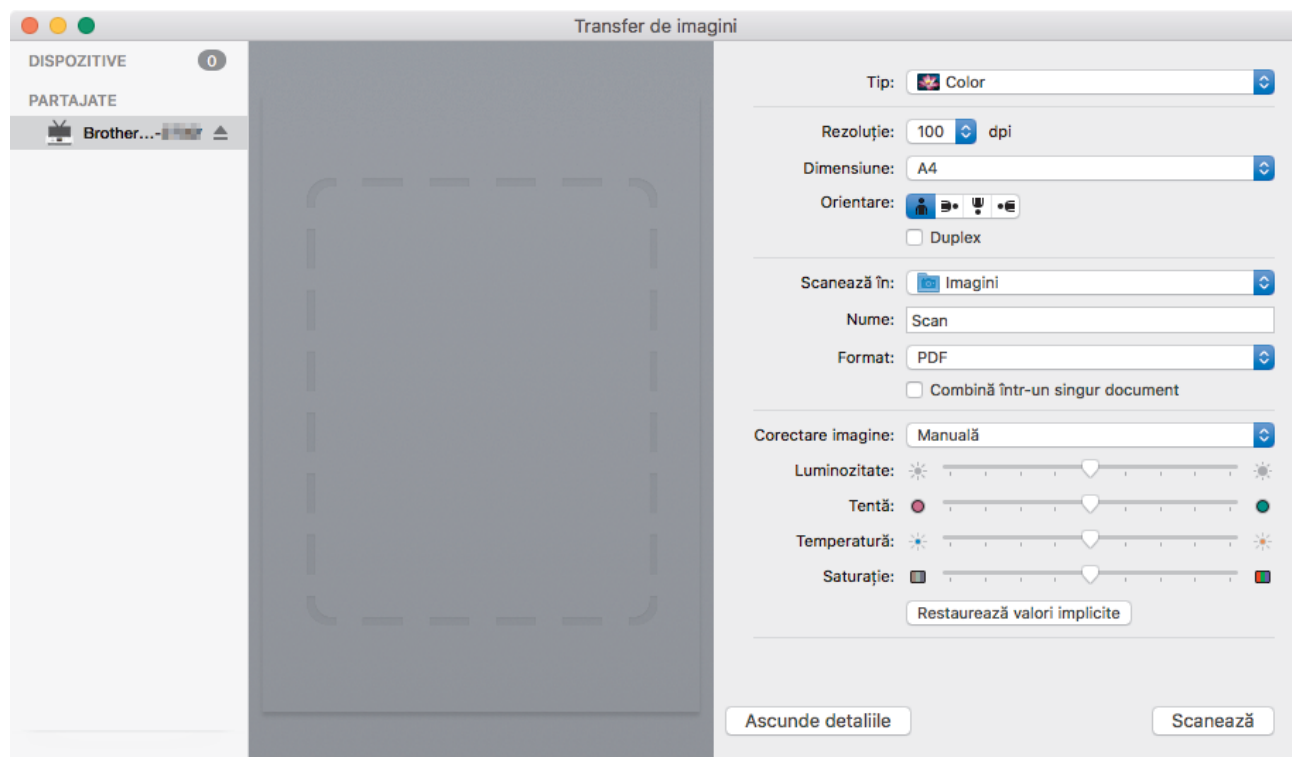 Transfer de imagini
DISPOZITIVE 0
PARTAJATE
Brother...-
Tip: Color
Rezoluție: 100 dpi
Dimensiune: A4
Orientare:
Duplex
Scanează în: Imagini
Nume: Scan
Format: PDF
Combină într-un singur document
Corectare imagine: Manuală
Luminozitate:
Tentă:
Temperatură:
Saturație:
Restaurează valori implicite
Ascunde detaliile Scanează